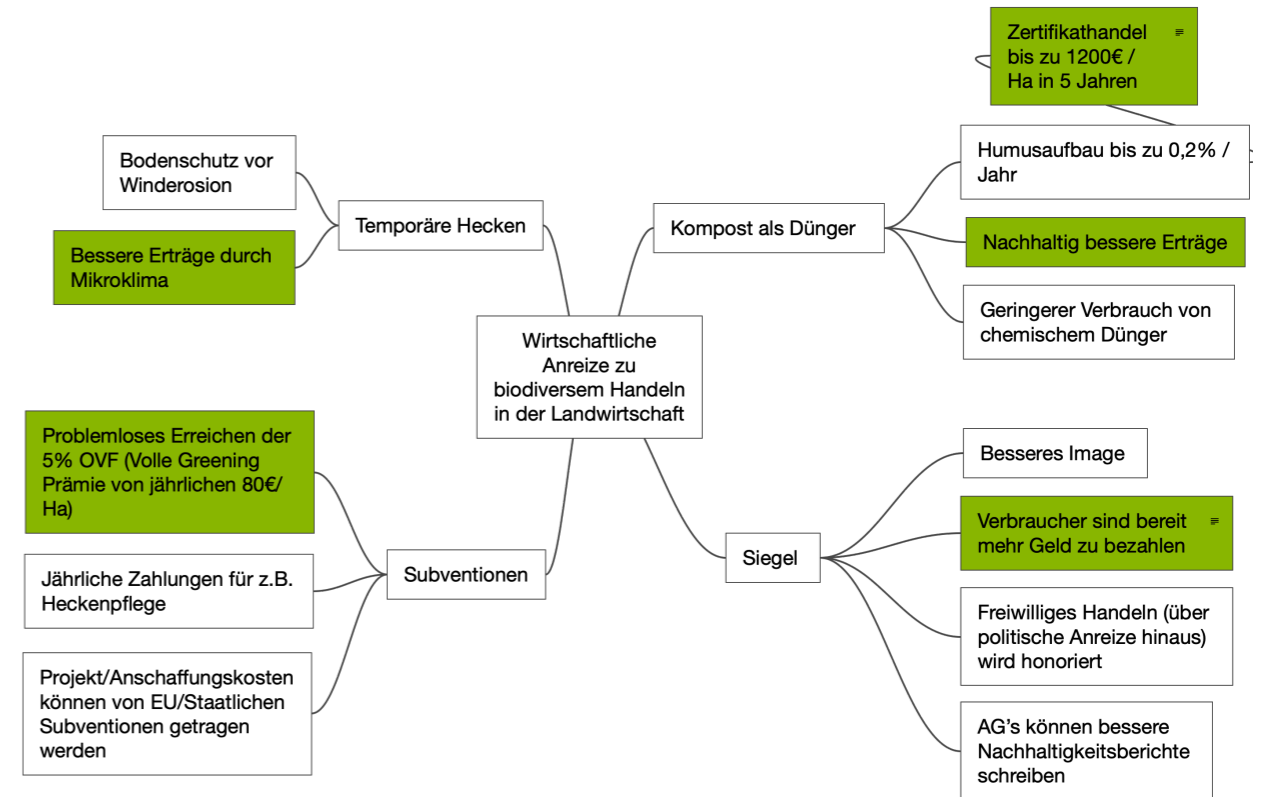 Wirtschaftliche
Anreize zu
biodiversem Handeln
in der Landwirtschaft
Temporäre Hecken
Bodenschutz vor
Winderosion
Bessere Erträge durch
Mikroklima
Subventionen
Problemloses Erreichen der
5% OVF (Volle Greening
Prämie von jährlichen 80€/
Ha)
Jährliche Zahlungen für z.B.
Heckenpflege
Projekt/Anschaffungskosten
können von EU/Staatlichen
Subventionen getragen
werden
Kompost als Dünger
Zertifikathandel
bis zu 1200€ /
Ha in 5 Jahren
Humusaufbau bis zu 0,2% /
Jahr
Nachhaltig bessere Erträge
Geringerer Verbrauch von
chemischem Dünger
Siegel
Besseres Image
Verbraucher sind bereit
mehr Geld zu bezahlen
Freiwilliges Handeln (über
politische Anreize hinaus)
wird honoriert
AG’s können bessere
Nachhaltigkeitsberichte
schreiben